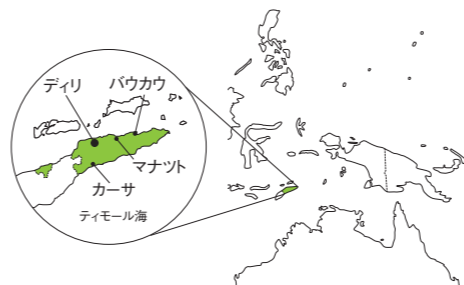 ディリ
バウカウ
マナツト
カーサ
ティモール海